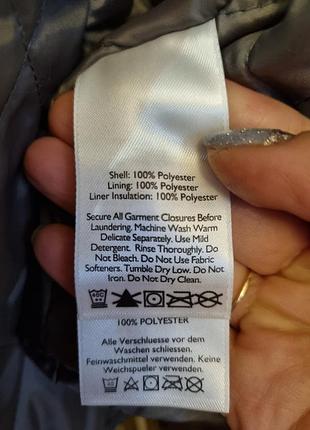 Shell: 100% Polyester
Lining: 100% Polyester
Liner Insulation: 100% Polyester
Secure All Garment Closures Before
Laundering. Machine Wash Warm
Delicate Separately. Use Mild
Detergent. Rinse Thoroughly. Do
Not Bleach. Do Not Use Fabric
Softeners. Tumble Dry Low. Do Not
Iron. Do Not Dry Clean.
100% POLYESTER
Alle Verschlusse vor dem
Waschen schliessen.
Feinwaschmittel verwenden. Keine
Weichspueler verwenden.